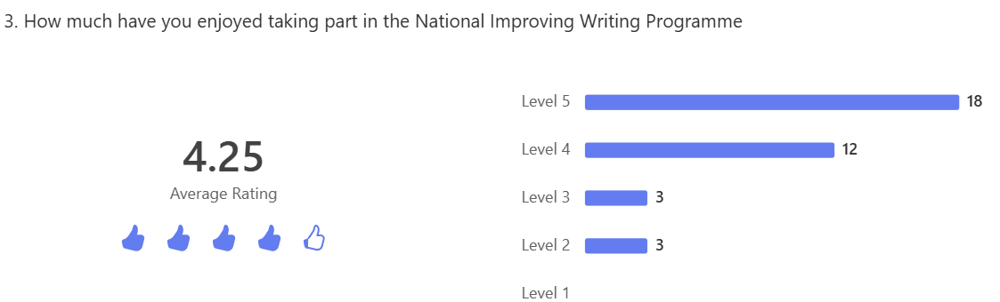 3. How much have you enjoyed taking part in the National Improving Writing Programme
4.25
Average Rating
Level 5 18
Level 4 12
Level 3 3
Level 2 3
Level 1